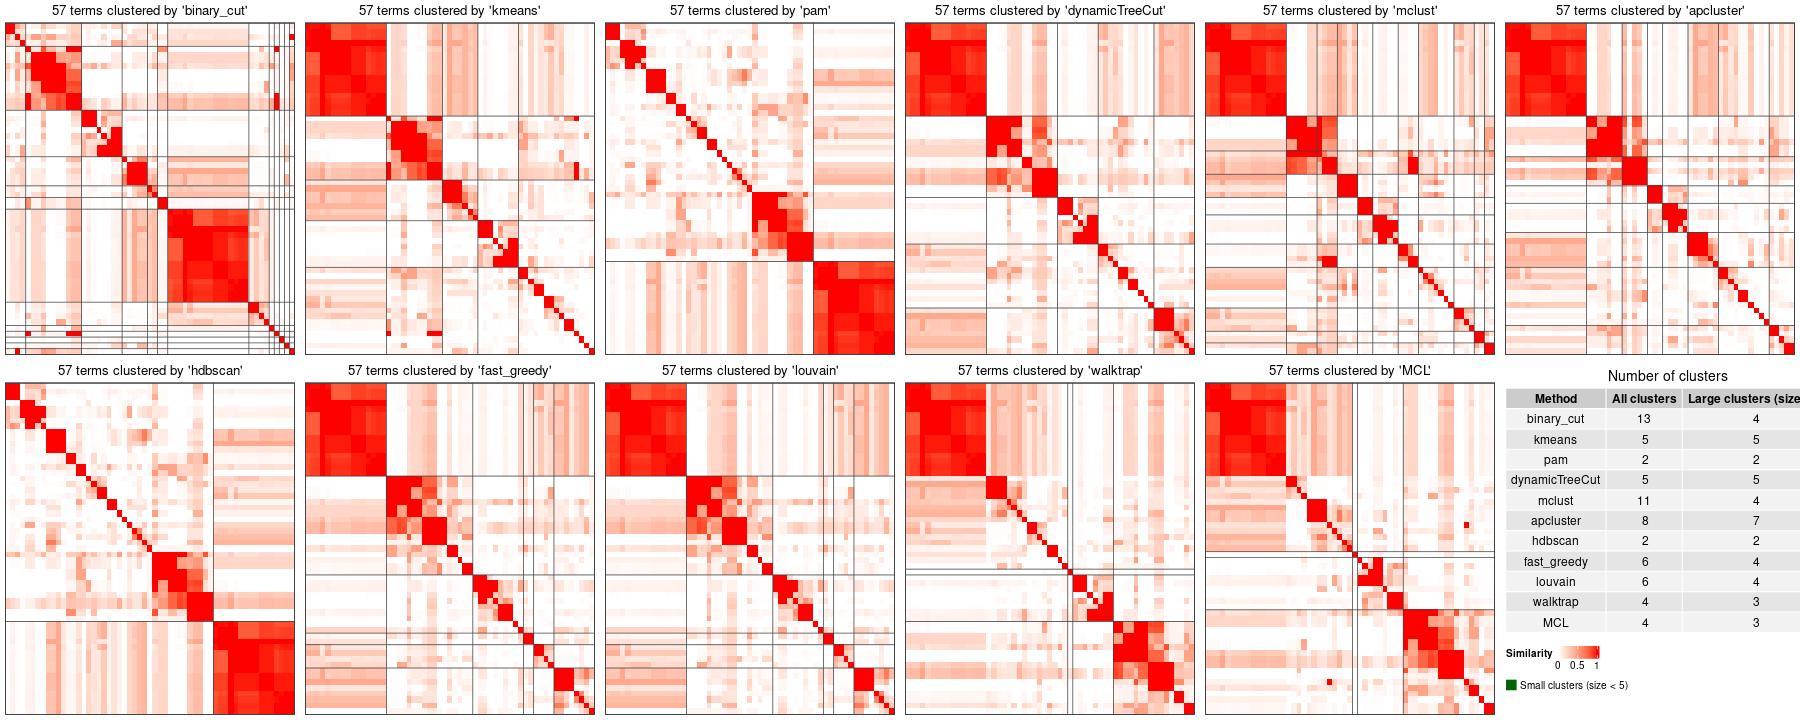 57 terms clustered by 'binary_cut'
57 terms clustered by 'kmeans'
57 terms clustered by 'pam'
57 terms clustered by 'dynamicTreeCut'
57 terms clustered by 'mclust'
57 terms clustered by 'apcluster'
57 terms clustered by 'hdbscan'
57 terms clustered by 'fast_greedy'
57 terms clustered by 'louvain'
57 terms clustered by 'walktrap'
57 terms clustered by 'MCL'
Number of clusters
Method All clusters Large clusters (size
binary_cut 13 4
kmeans 5 5
pam 2 2
dynamicTreeCut 5 5
mclust 11 4
apcluster 8 7
hdbscan 2 2
fast_greedy 6 4
louvain 6 4
walktrap 4 3
MCL 4 3
Similarity
0 0.5 1
Small clusters (size < 5)